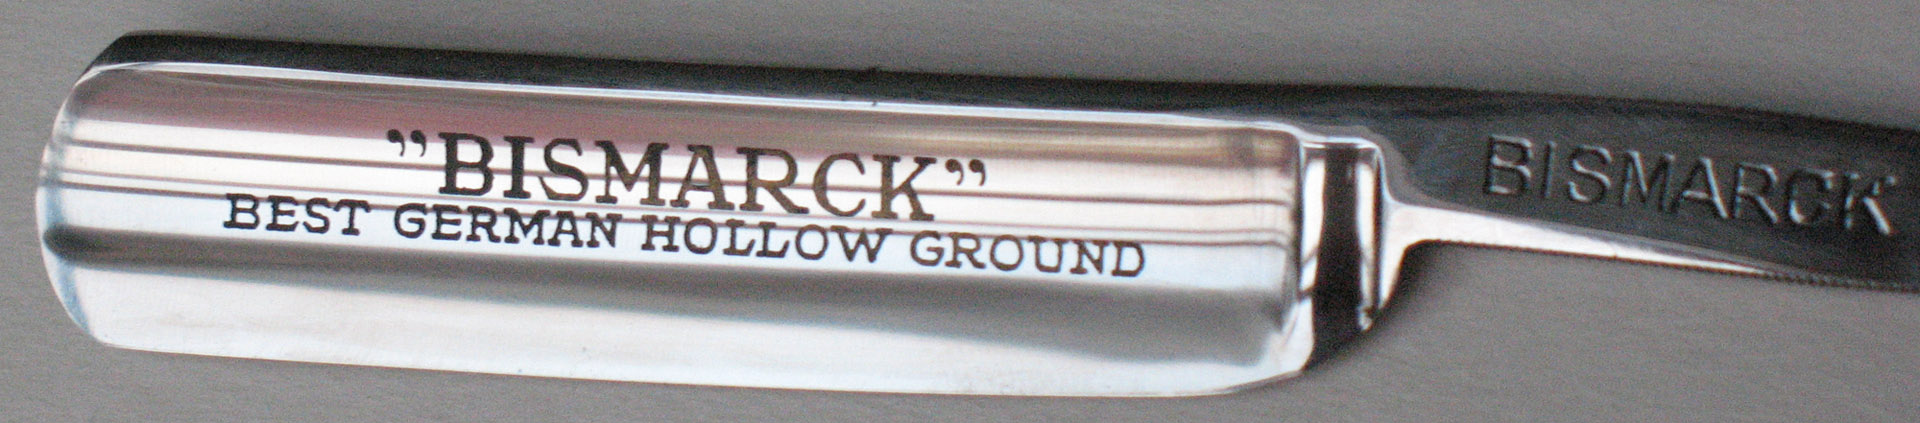 ”BISMARCK”
BEST GERMAN HOLLOW GROUND
BISMARCK